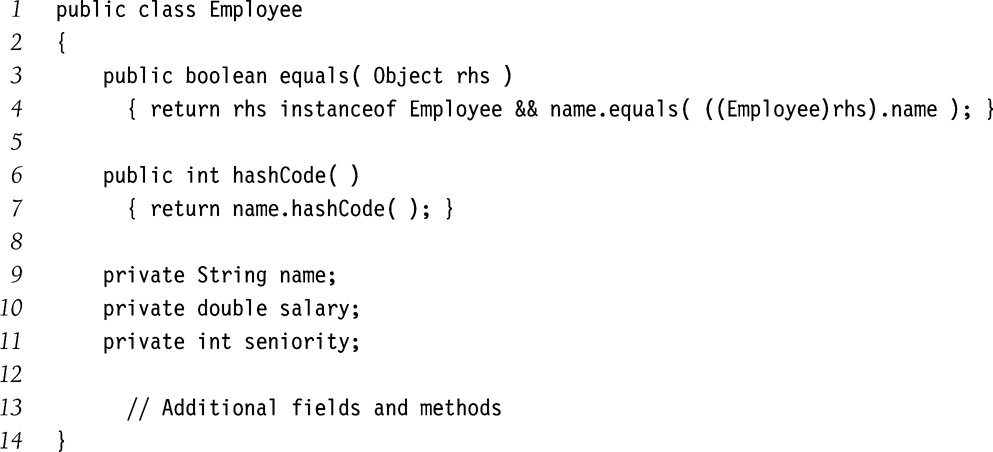 1 public class Employee
2 {
3 public boolean equals( Object rhs )
4 { return rhs instanceof Employee && name.equals( ((Employee)rhs).name ); }
5
6 public int hashCode( )
7 { return name.hashCode( ); }
8
9 private String name;
10 private double salary;
11 private int seniority;
12
13 // Additional fields and methods
14 }